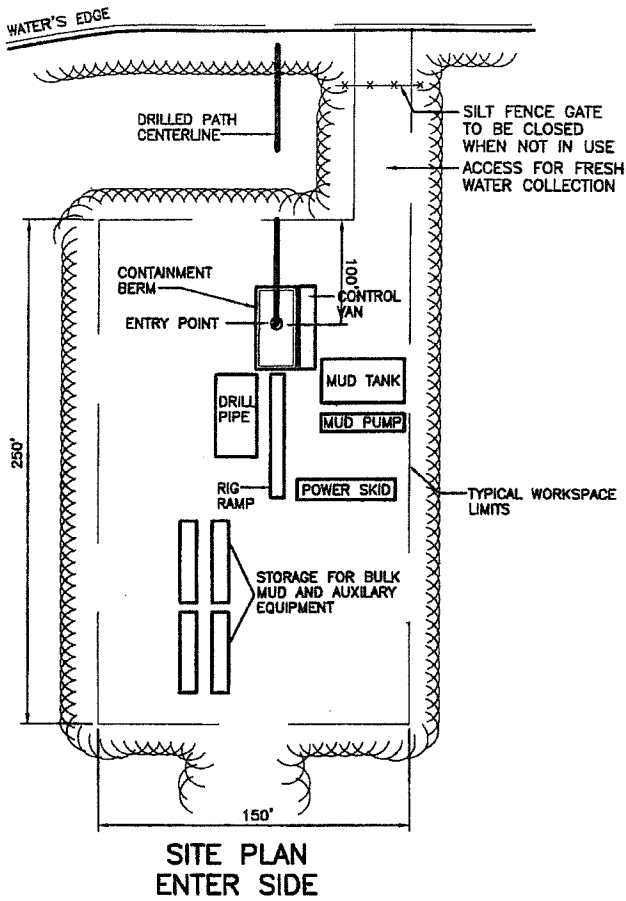 WATER'S EDGE
DRILLED PATH
CENTERLINE
SILT FENCE GATE
TO BE CLOSED
WHEN NOT IN USE
ACCESS FOR FRESH
WATER COLLECTION
100'
CONTAINMENT
BERM
CONTROL
VAN
ENTRY POINT
MUD TANK
DRILL
PIPE
MUD PUMP
250'
RIG
RAMP
POWER SKID
TYPICAL WORKSPACE
LIMITS
STORAGE FOR BULK
MUD AND AUXILARY
EQUIPMENT
150'
SITE PLAN
ENTER SIDE